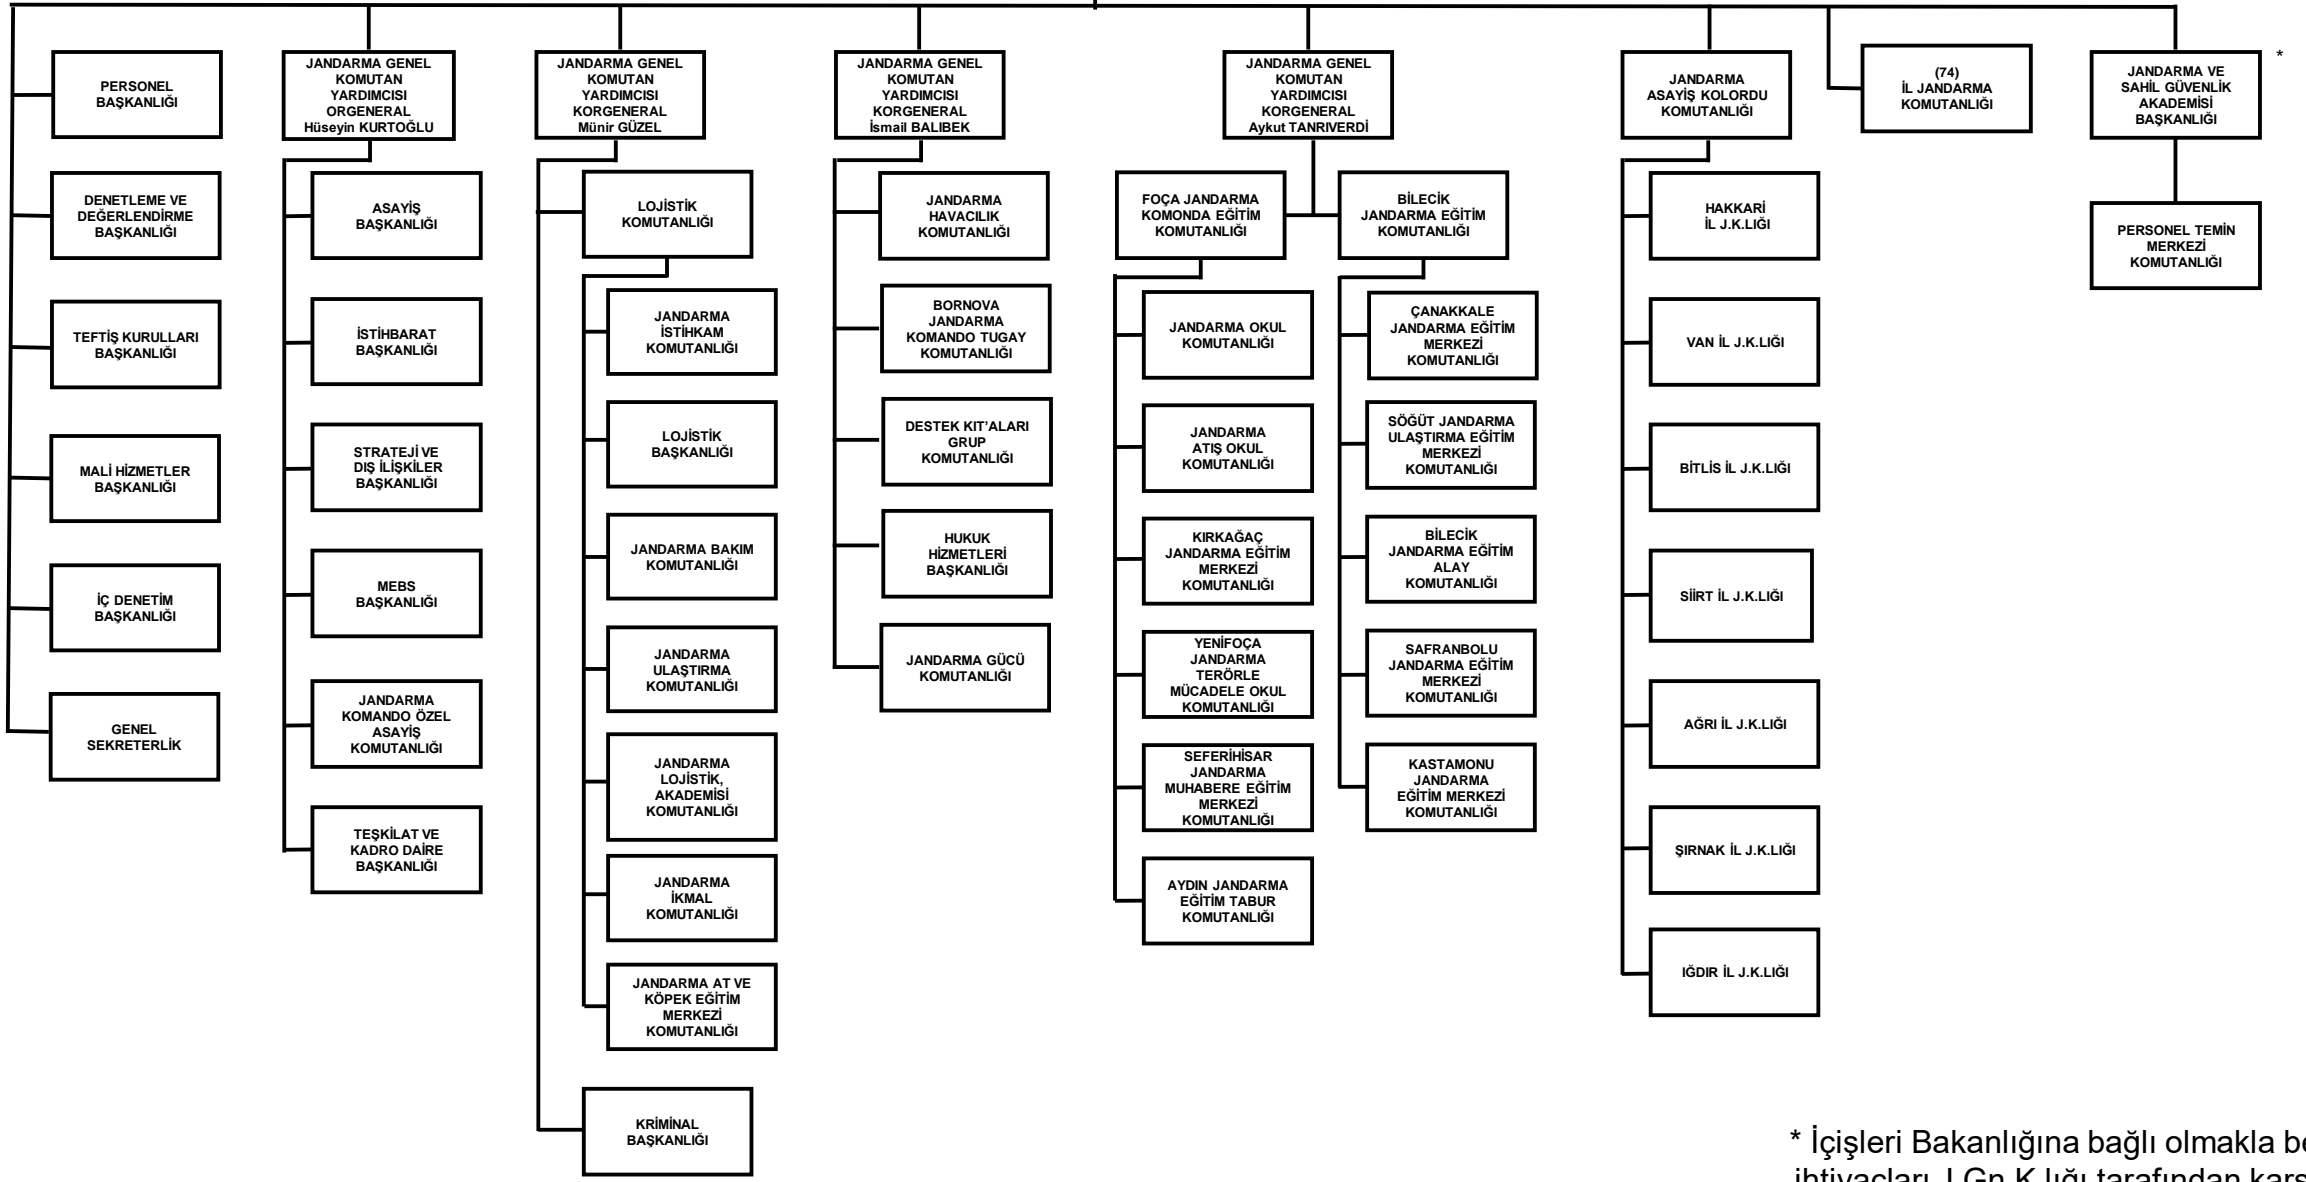 PERSONEL
BAŞKANLIĞI
DENETLEME VE
DEĞERLENDİRME
BAŞKANLIĞI
TEFTİŞ KURULLARI
BAŞKANLIĞI
MALİ HİZMETLER
BAŞKANLIĞI
İÇ DENETİM
BAŞKANLIĞI
GENEL
SEKRETERLİK
JANDARMA GENEL
KOMUTAN
YARDIMCISI
ORGENERAL
Hüseyin KURTOĞLU
ASAYİŞ
BAŞKANLIĞI
İSTİHBARAT
BAŞKANLIĞI
STRATEJİ VE
DIŞ İLİŞKİLER
BAŞKANLIĞI
MEBS
BAŞKANLIĞI
JANDARMA
KOMANDO ÖZEL
ASAYİŞ
KOMUTANLIĞI
TEŞKİLAT VE
KADRO DAİRE
BAŞKANLIĞI
JANDARMA GENEL
KOMUTAN
YARDIMCISI
KORGENERAL
Münir GÜZEL
LOJİSTİK
KOMUTANLIĞI
JANDARMA
İSTİHKAM
KOMUTANLIĞI
LOJİSTİK
BAŞKANLIĞI
JANDARMA BAKIM
KOMUTANLIĞI
JANDARMA
ULAŞTIRMA
KOMUTANLIĞI
JANDARMA
LOJİSTİK,
AKADEMİSİ
KOMUTANLIĞI
JANDARMA
İKMAL
KOMUTANLIĞI
JANDARMA AT VE
KÖPEK EĞİTİM
MERKEZİ
KOMUTANLIĞI
KRİMİNAL
BAŞKANLIĞI
JANDARMA GENEL
KOMUTAN
YARDIMCISI
KORGENERAL
İsmail BALIBEK
JANDARMA
HAVACILIK
KOMUTANLIĞI
BORNOVA
JANDARMA
KOMANDO TUGAY
KOMUTANLIĞI
DESTEK KIT’ALARI
GRUP
KOMUTANLIĞI
HUKUK
HİZMETLERİ
BAŞKANLIĞI
JANDARMA GÜCÜ
KOMUTANLIĞI
JANDARMA GENEL
KOMUTAN
YARDIMCISI
KORGENERAL
Aykut TANRIVERDİ
FOÇA JANDARMA
KOMONDA EĞİTİM
KOMUTANLIĞI
JANDARMA OKUL
KOMUTANLIĞI
JANDARMA
ATIŞ OKUL
KOMUTANLIĞI
KIRKAĞAÇ
JANDARMA EĞİTİM
MERKEZİ
KOMUTANLIĞI
YENİFOÇA
JANDARMA
TERÖRLE
MÜCADELE OKUL
KOMUTANLIĞI
SEFERİHİSAR
JANDARMA
MUHABERE EĞİTİM
MERKEZİ
KOMUTANLIĞI
AYDIN JANDARMA
EĞİTİM TABUR
KOMUTANLIĞI
BİLECİK
JANDARMA EĞİTİM
KOMUTANLIĞI
ÇANAKKALE
JANDARMA EĞİTİM
MERKEZİ
KOMUTANLIĞI
SÖĞÜT JANDARMA
ULAŞTIRMA EĞİTİM
MERKEZİ
KOMUTANLIĞI
BİLECİK
JANDARMA EĞİTİM
ALAY
KOMUTANLIĞI
SAFRANBOLU
JANDARMA EĞİTİM
MERKEZİ
KOMUTANLIĞI
KASTAMONU
JANDARMA
EĞİTİM MERKEZİ
KOMUTANLIĞI
JANDARMA
ASAYİŞ KOLORDU
KOMUTANLIĞI
HAKKARİ
İL J.K.LIĞI
VAN İL J.K.LIĞI
BİTLİS İL J.K.LIĞI
SİİRT İL J.K.LIĞI
AĞRI İL J.K.LIĞI
ŞIRNAK İL J.K.LIĞI
IĞDIR İL J.K.LIĞI
(74)
İL JANDARMA
KOMUTANLIĞI
JANDARMA VE
SAHİL GÜVENLİK
AKADEMİSİ
BAŞKANLIĞI
*
PERSONEL TEMİN
MERKEZİ
KOMUTANLIĞI
* İçişleri Bakanlığına bağlı olmakla
ihtiyaçları J.Gn.K.lığı tarafından